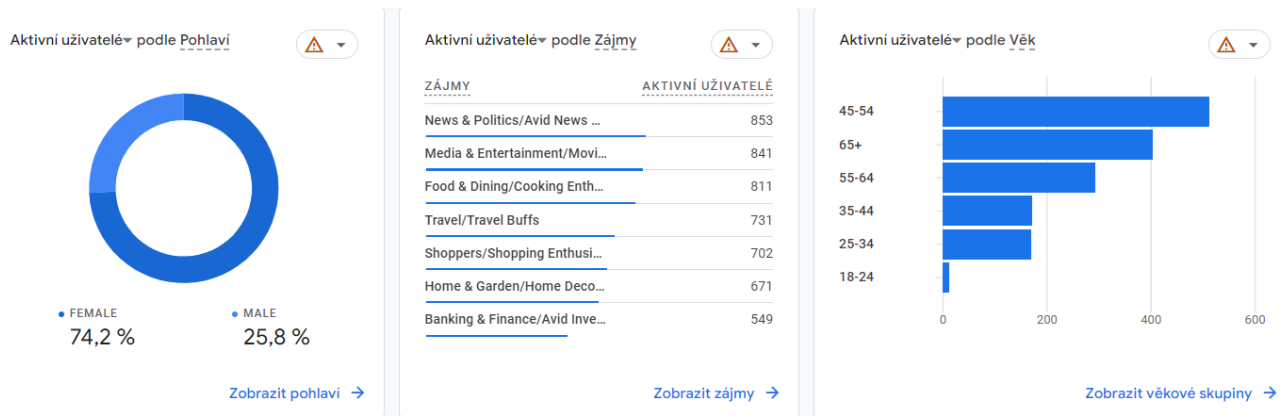 Aktivní uživatelé podle Pohlaví
FEMALE
74,2 %
MALE
25,8 %
Zobrazit pohlaví
Aktivní uživatelé podle Zájmy
ZÁJMY AKTIVNÍ UŽIVATELÉ
News & Politics/Avid News ... 853
Media & Entertainment/Movi... 841
Food & Dining/Cooking Enth... 811
Travel/Travel Buffs 731
Shoppers/Shopping Enthusi... 702
Home & Garden/Home Deco... 671
Banking & Finance/Avid Inve... 549
Zobrazit zájmy
Aktivní uživatelé podle Věk
45-54
65+
55-64
35-44
25-34
18-24
0 200 400 600
Zobrazit věkové skupiny